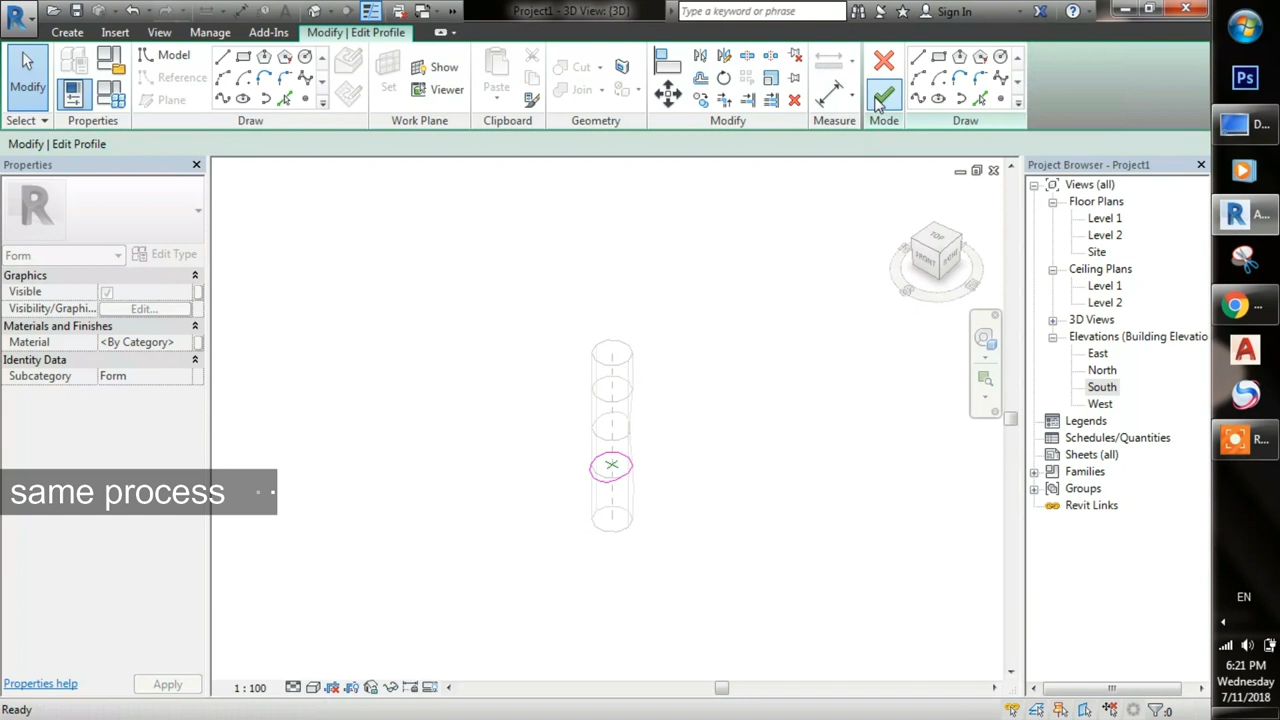 Project1 - 3D View: {3D}
Type a keyword or phrase
Sign In
Create Insert View Manage Add-Ins Modify | Edit Profile
Modify
Model
Reference
Plane
Set
Show
Viewer
Paste
Cut
Join
Select Properties Draw Work Plane Clipboard Geometry Modify Measure Mode Draw
Modify | Edit Profile
Properties
Form
Edit Type
Graphics
Visible
Visibility/Graphi... Edit...
Materials and Finishes
Material <By Category>
Identity Data
Subcategory Form
same process
Properties help
Apply
TOP
FRONT
1 : 100
Ready
:0
Project Browser - Project1
Views (all)
Floor Plans
Level 1
Level 2
Site
Ceiling Plans
Level 1
Level 2
3D Views
Elevations (Building Elevatio
East
North
South
West
Legends
Schedules/Quantities
Sheets (all)
Families
Groups
Revit Links
Ps
D...
A...
R...
EN
6:21 PM
Wednesday
7/11/2018